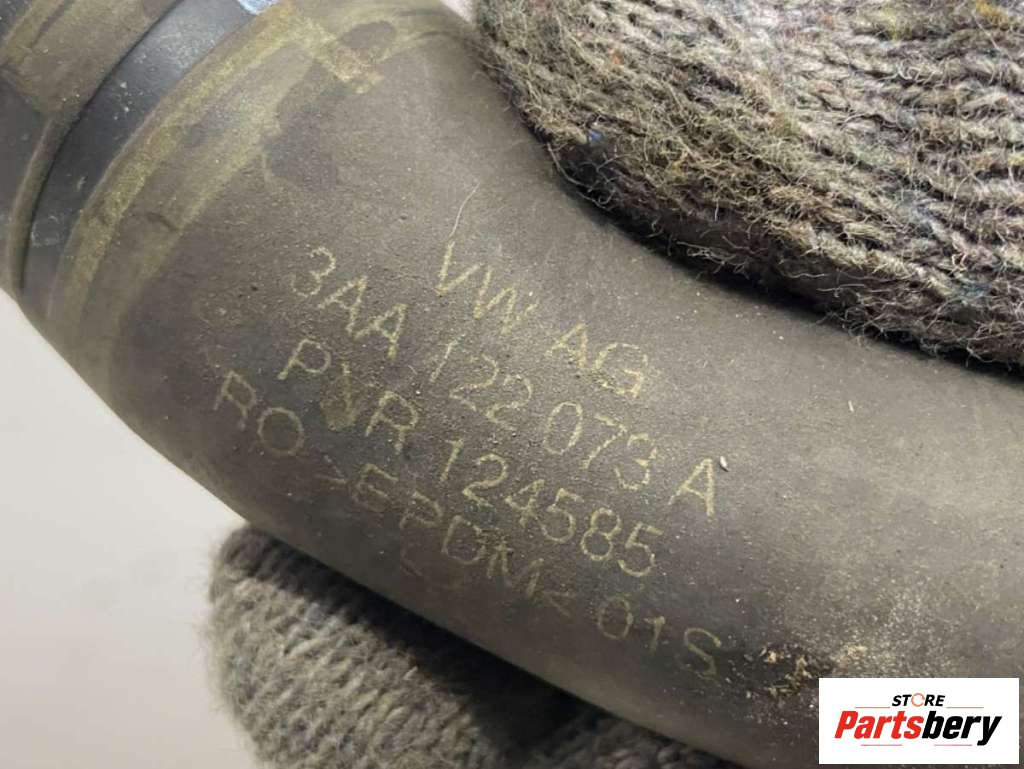 VW AG
3AA 122 073 A
PVR 124585
RO >EPDM< 01S
STORE
Partsbery